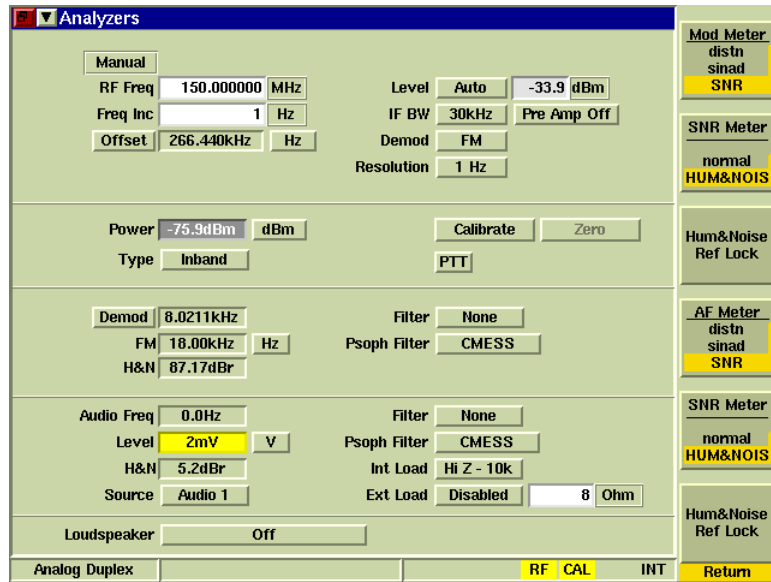 Analyzers
Manual
RF Freq 150.000000 MHz Level Auto -33.9 dBm
Freq Inc 1 Hz IF BW 30kHz Pre Amp Off
Offset 266.440kHz Hz Demod FM
Resolution 1 Hz
Power -75.9dBm dBm Calibrate Zero
Type Inband PTT
Demod 8.0211kHz Filter None
FM 18.00kHz Hz Psoph Filter CMESS
H&N 87.17dBr
Audio Freq 0.0Hz Filter None
Level 2mV V Psoph Filter CMESS
H&N 5.2dBr Int Load Hi Z - 10k
Source Audio 1 Ext Load Disabled 8 Ohm
Loudspeaker Off
Analog Duplex RF CAL INT
Mod Meter
distn
sinad
SNR
SNR Meter
normal
HUM&NOIS
Hum&Noise
Ref Lock
AF Meter
distn
sinad
SNR
SNR Meter
normal
HUM&NOIS
Hum&Noise
Ref Lock
Return